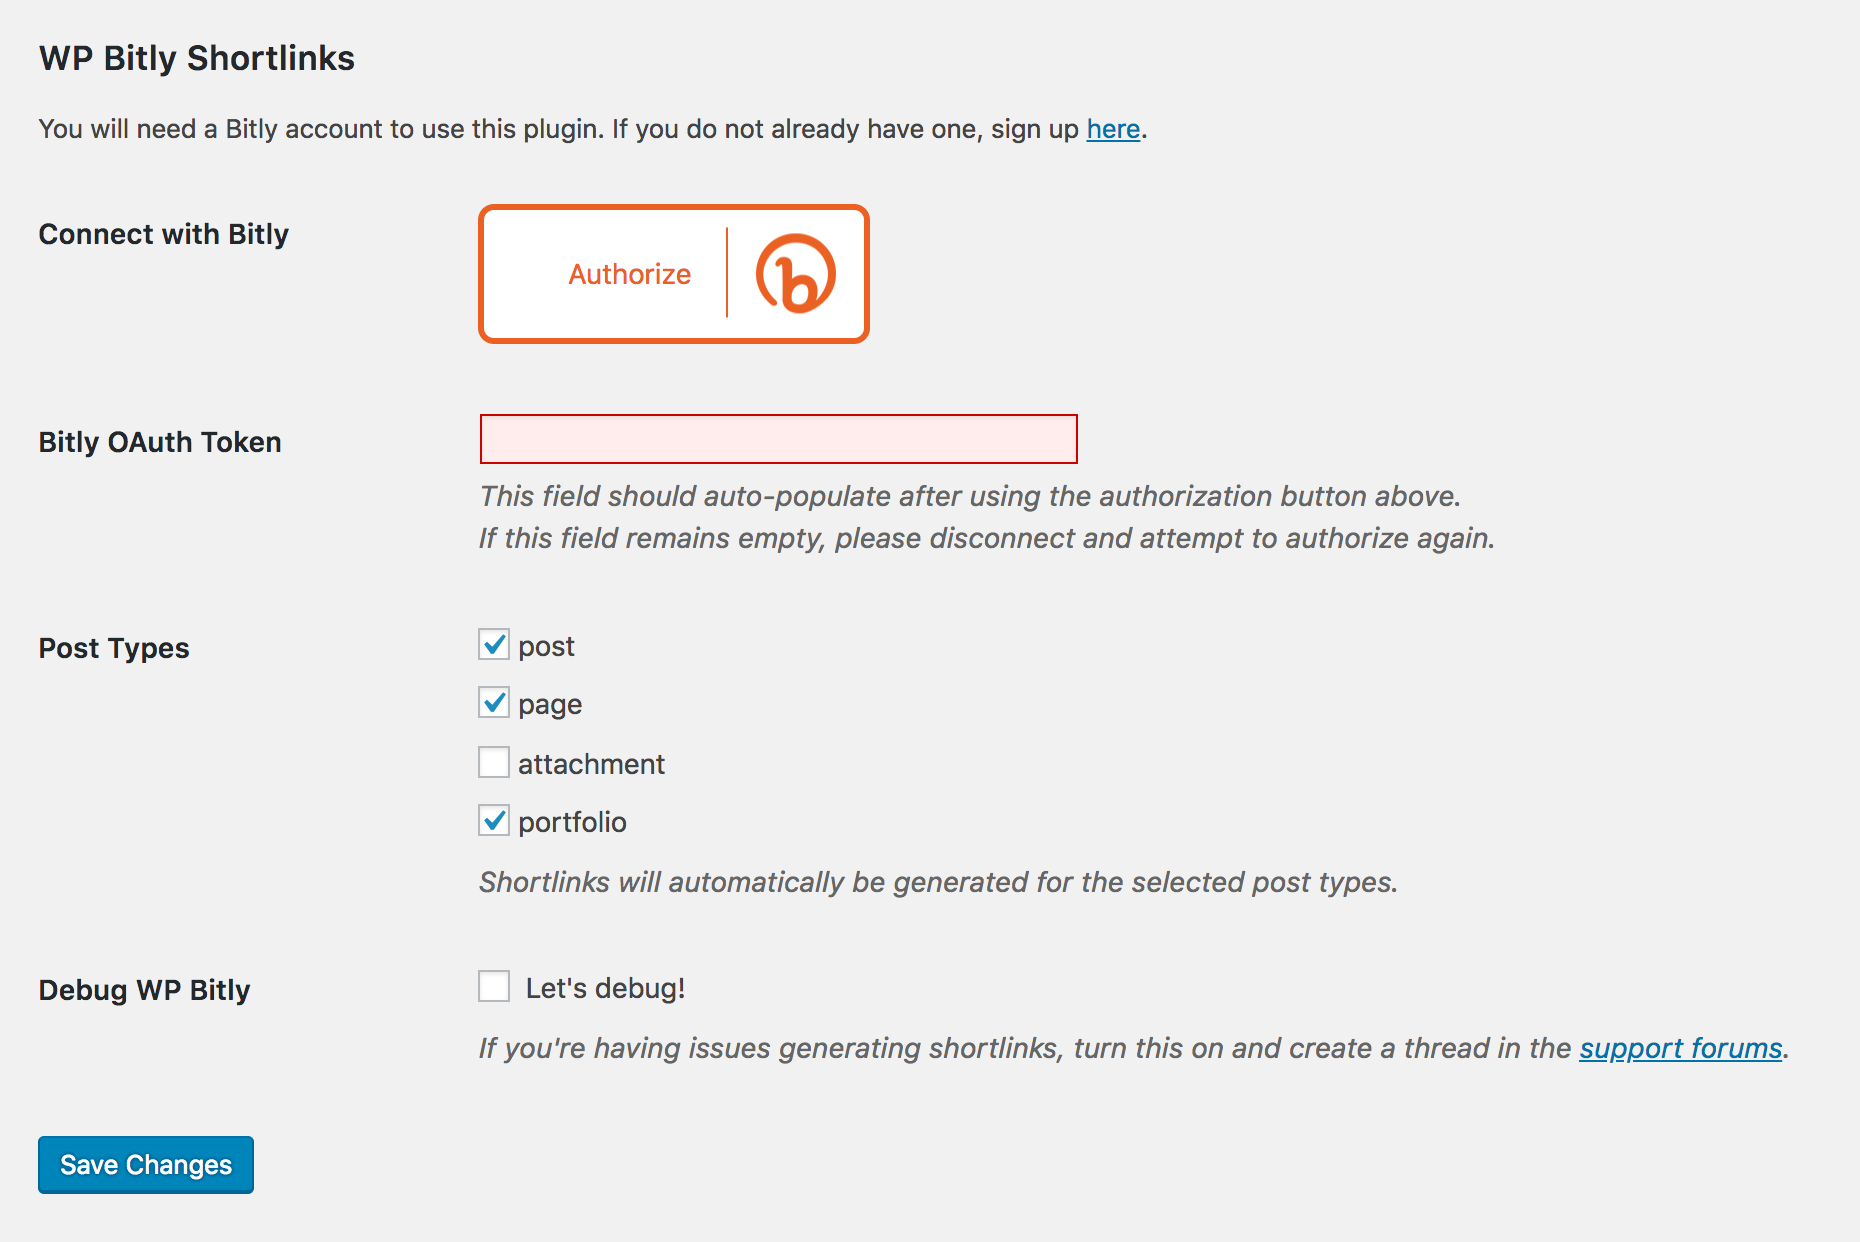 WP Bitly Shortlinks
You will need a Bitly account to use this plugin. If you do not already have one, sign up here.
Connect with Bitly
Authorize
Bitly OAuth Token
This field should auto-populate after using the authorization button above.
If this field remains empty, please disconnect and attempt to authorize again.
Post Types
post
page
attachment
portfolio
Shortlinks will automatically be generated for the selected post types.
Debug WP Bitly
Let's debug!
If you're having issues generating shortlinks, turn this on and create a thread in the support forums.
Save Changes